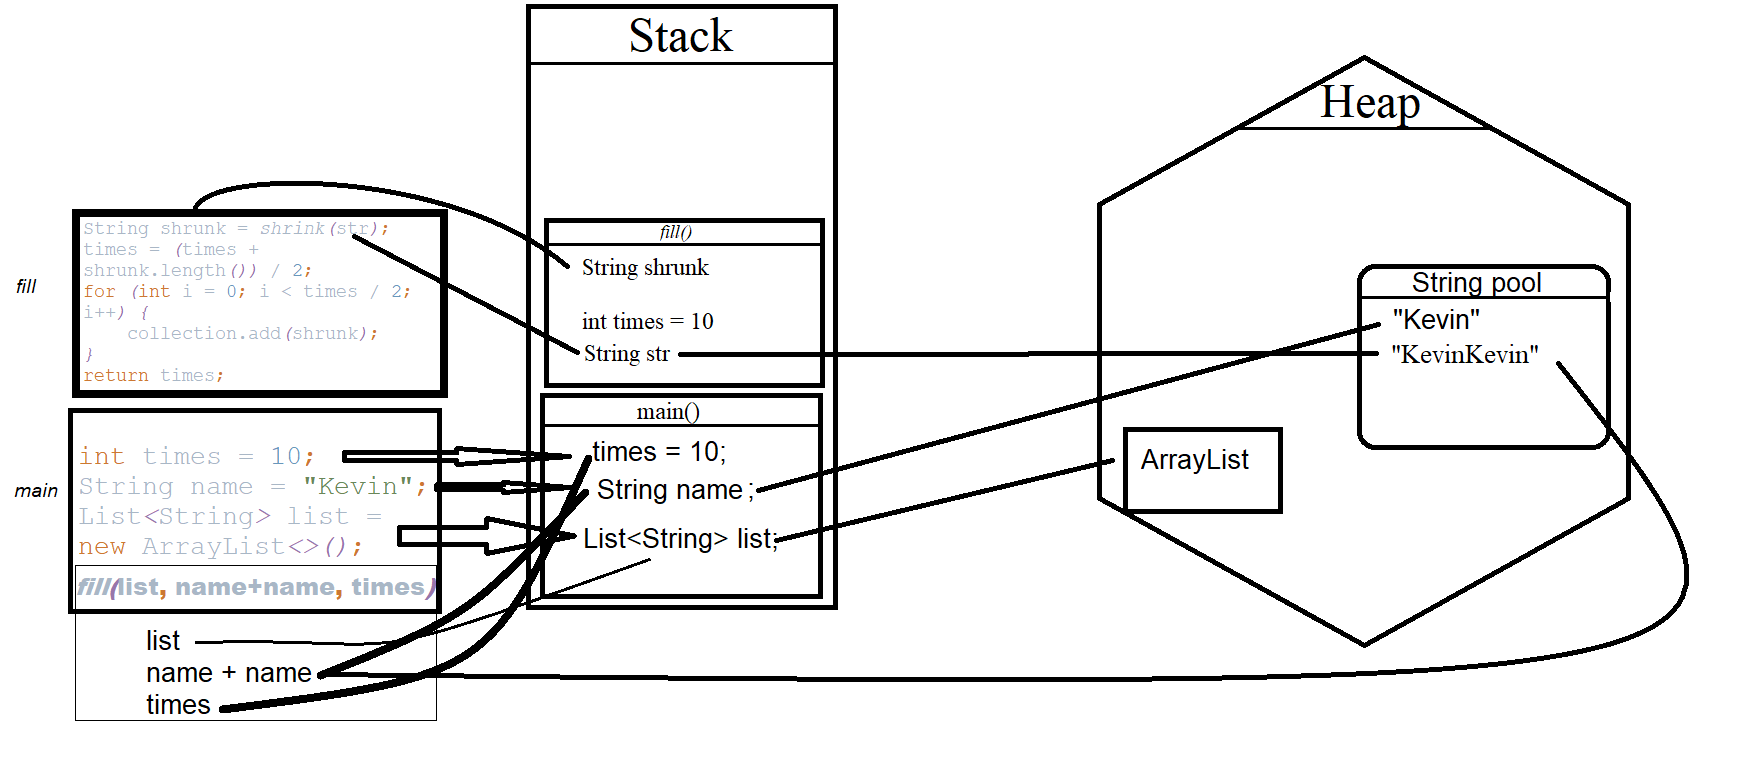 Stack
Heap
fill
String shrunk = shrink(str);
times = (times +
shrunk.length()) / 2;
for (int i = 0; i < times / 2;
i++) {
collection.add(shrunk);
}
return times;
fill()
String shrunk
int times = 10
String str
String pool
"Kevin"
"KevinKevin"
ArrayList
main
int times = 10;
String name = "Kevin";
List<String> list =
new ArrayList<>();
fill(list, name+name, times)
main()
times = 10;
String name ;
List<String> list;
list
name + name
times